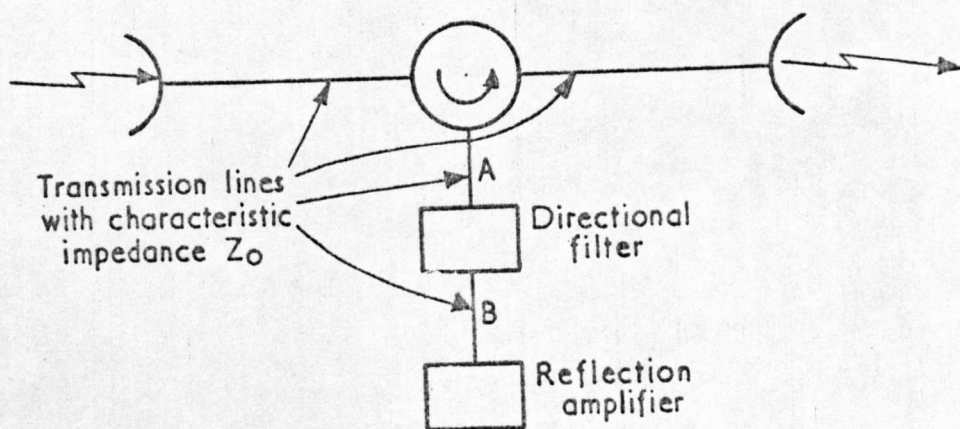 A
Transmission lines
with characteristic
impedance Zo
Directional
filter
B
Reflection
amplifier